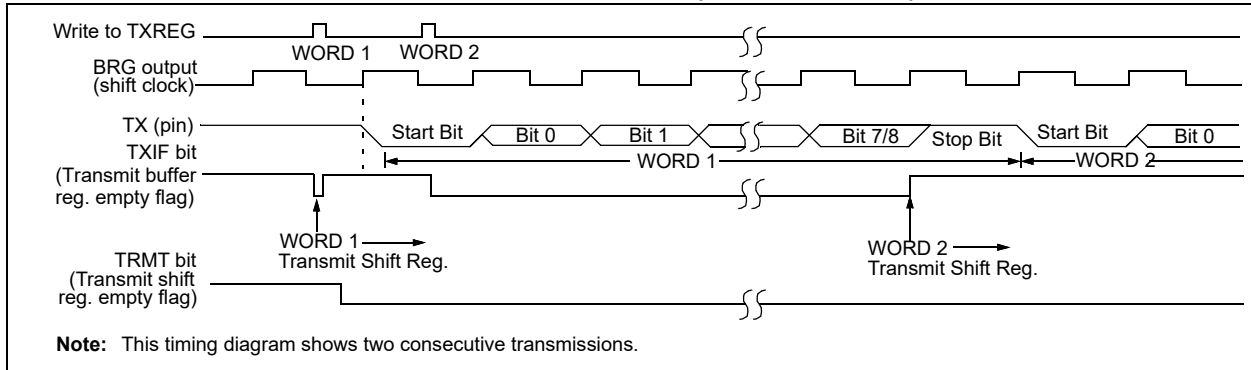 Write to TXREG
WORD 1
WORD 2
BRG output
(shift clock)
TX (pin)
Start Bit
Bit 0
Bit 1
Bit 7/8
Stop Bit
Start Bit
Bit 0
WORD 1
WORD 2
TXIF bit
(Transmit buffer
reg. empty flag)
WORD 1
Transmit Shift Reg.
WORD 2
Transmit Shift Reg.
TRMT bit
(Transmit shift
reg. empty flag)
Note: This timing diagram shows two consecutive transmissions.